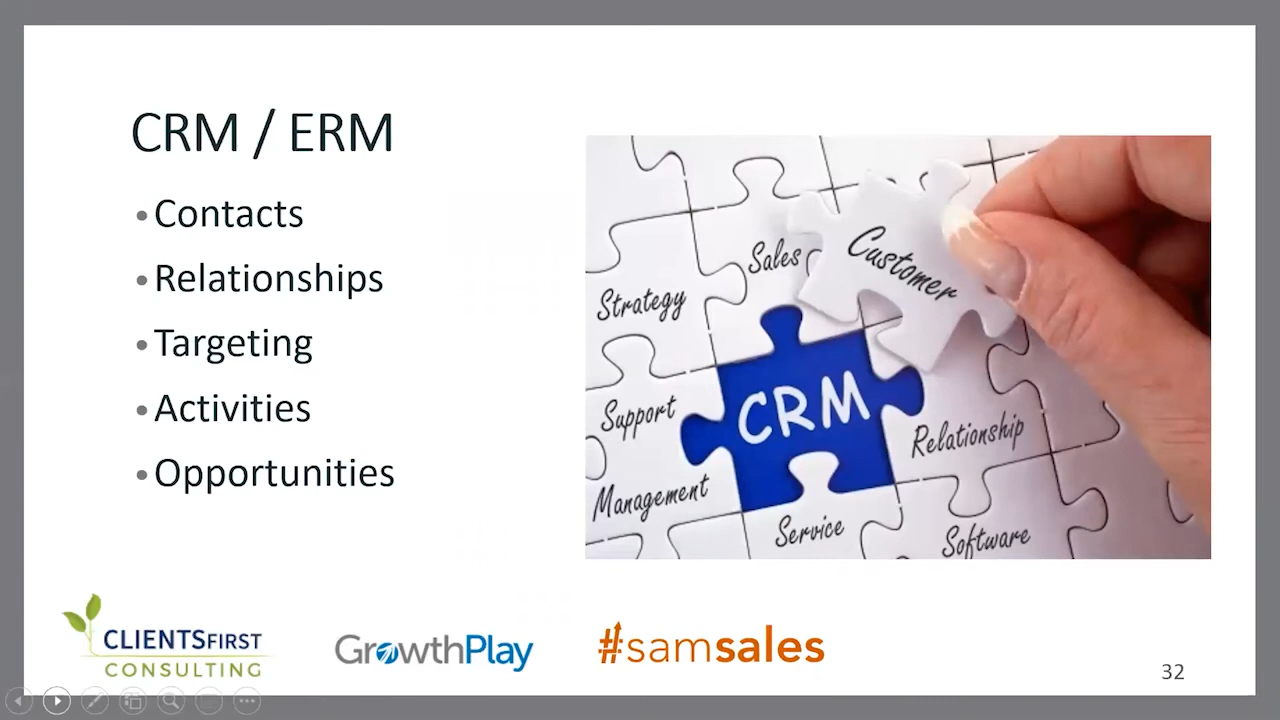 CRM / ERM
• Contacts
• Relationships
• Targeting
• Activities
• Opportunities
Sales
Customer
Strategy
CRM
Support
Relationship
Management
Service
Software
CLIENTSFIRST
CONSULTING
GrowthPlay
#samsales
32